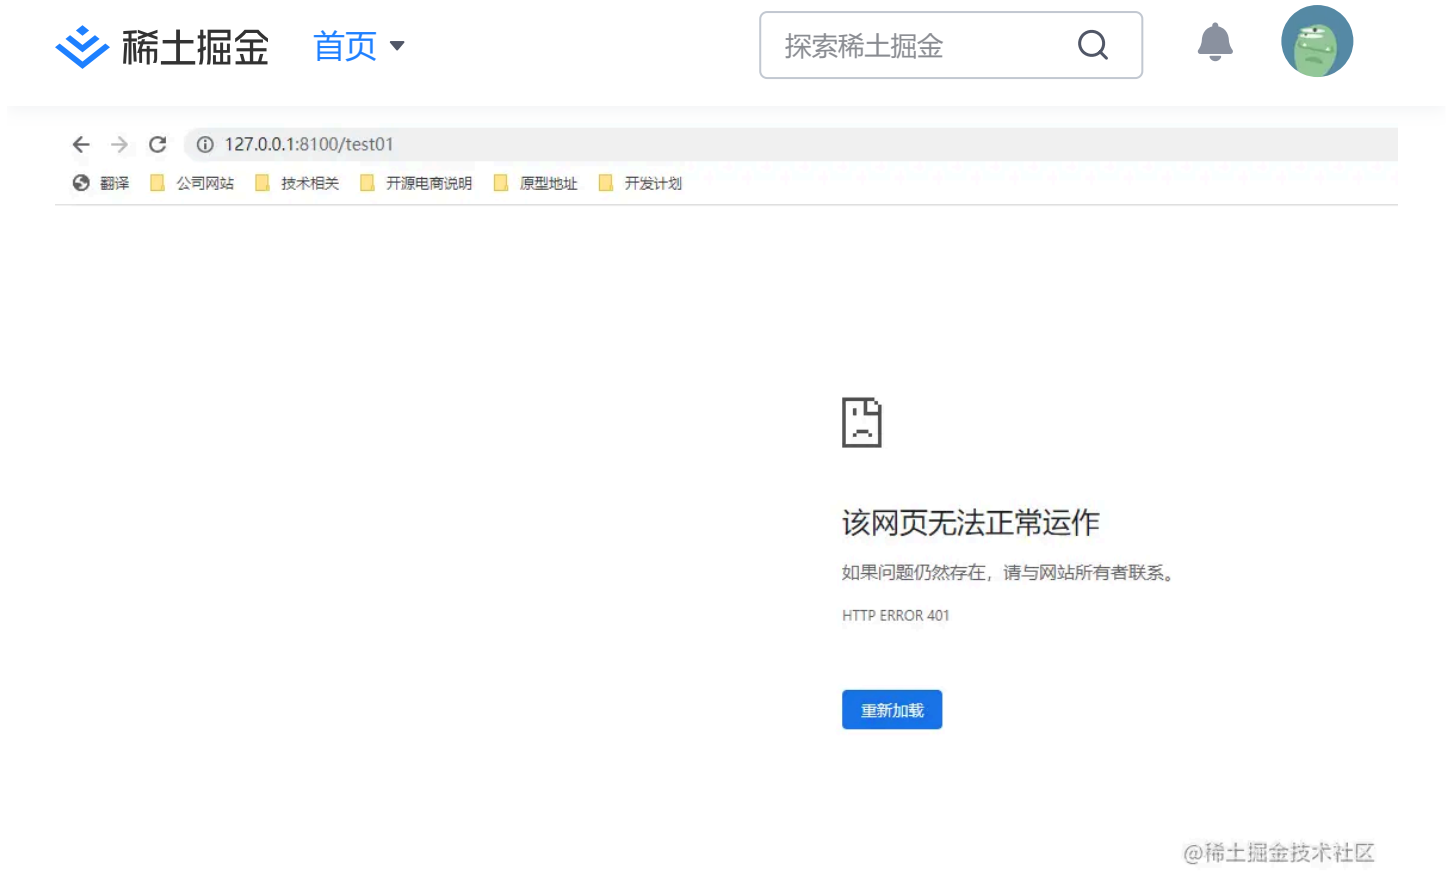 稀土掘金 首页 探索稀土掘金
127.0.0.1:8100/test01
翻译 公司网站 技术相关 开源电商说明 原型地址 开发计划
该网页无法正常运作
如果问题仍然存在，请与网站所有者联系。
HTTP ERROR 401
重新加载
@稀土掘金技术社区